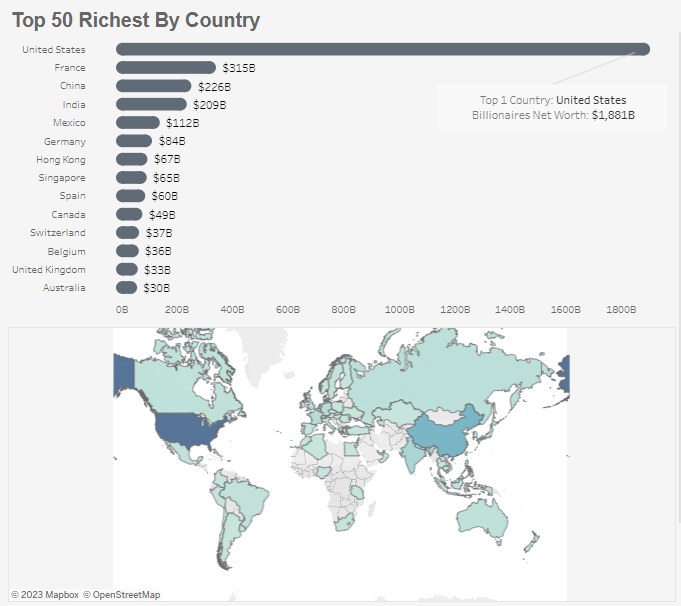 Top 50 Richest By Country
United States
France $315B
China $226B
India $209B
Mexico $112B
Germany $84B
Hong Kong $67B
Singapore $65B
Spain $60B
Canada $49B
Switzerland $37B
Belgium $36B
United Kingdom $33B
Australia $30B
Top 1 Country: United States
Billionaires Net Worth: $1,881B
0B 200B 400B 600B 800B 1000B 1200B 1400B 1600B 1800B
© 2023 Mapbox © OpenStreetMap